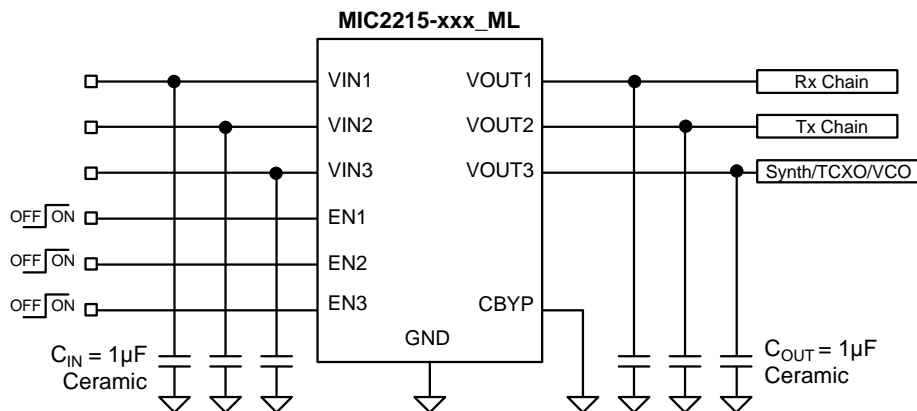 MIC2215-xxx_ML
VIN1
VOUT1
Rx Chain
VIN2
VOUT2
Tx Chain
VIN3
VOUT3
Synth/TCXO/VCO
OFF ON
EN1
OFF ON
EN2
OFF ON
EN3
CBYP
GND
CIN = 1µF
Ceramic
COUT = 1µF
Ceramic